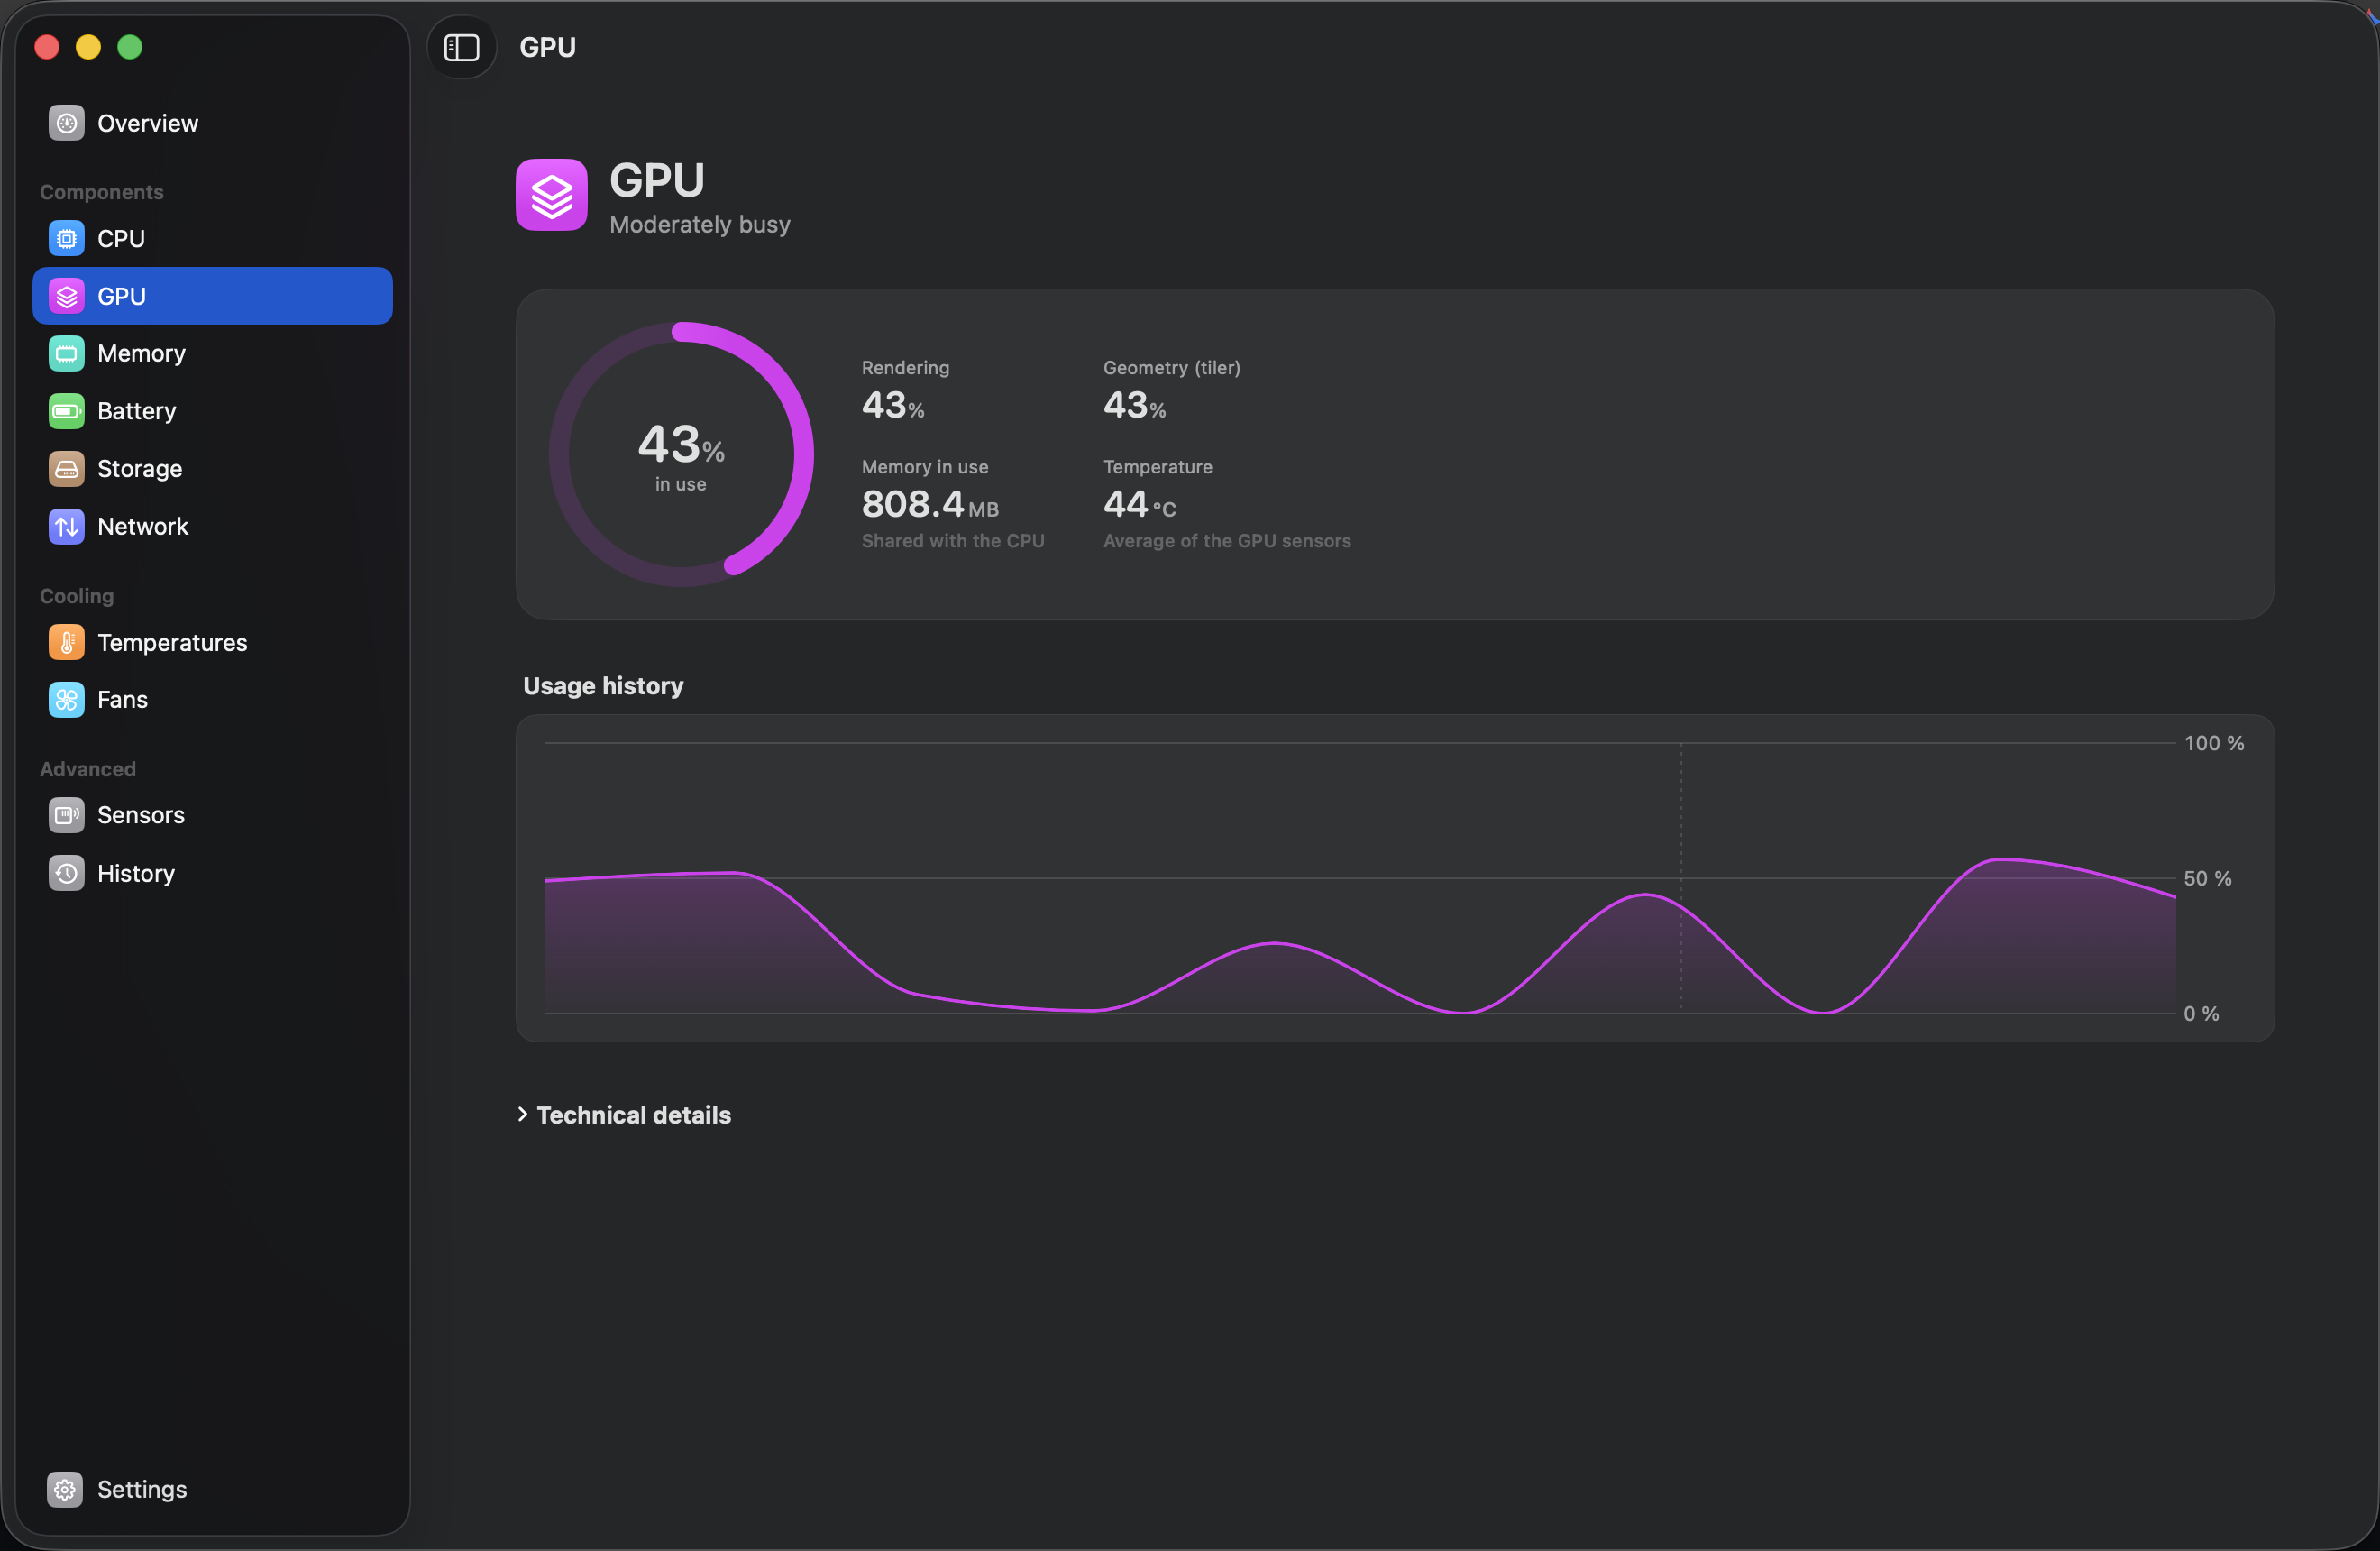 GPU
Overview
Components
CPU
GPU
Memory
Battery
Storage
Network
Cooling
Temperatures
Fans
Advanced
Sensors
History
Settings
GPU
Moderately busy
43%
in use
Rendering
43%
Geometry (tiler)
43%
Memory in use
808.4 MB
Shared with the CPU
Temperature
44 °C
Average of the GPU sensors
Usage history
100 %
50 %
0 %
Technical details